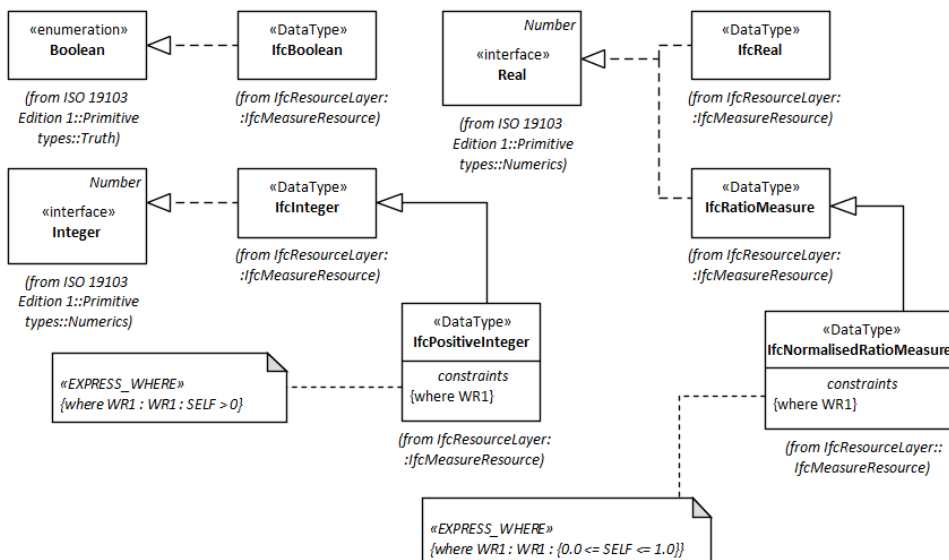 «enumeration»
Boolean
(from ISO 19103
Edition 1::Primitive
types::Truth)
«DataType»
IfcBoolean
(from IfcResourceLayer:
:IfcMeasureResource)
Number
«interface»
Real
(from ISO 19103
Edition 1::Primitive
types::Numerics)
«DataType»
IfcReal
(from IfcResourceLayer:
:IfcMeasureResource)
Number
«interface»
Integer
(from ISO 19103
Edition 1::Primitive
types::Numerics)
«DataType»
IfcInteger
(from IfcResourceLayer:
:IfcMeasureResource)
«DataType»
IfcRatioMeasure
(from IfcResourceLayer:
:IfcMeasureResource)
«DataType»
IfcPositiveInteger
constraints
{where WR1}
(from IfcResourceLayer:
:IfcMeasureResource)
«DataType»
IfcNormalisedRatioMeasure
constraints
{where WR1}
(from IfcResourceLayer::
IfcMeasureResource)
«EXPRESS_WHERE»
{where WR1 : WR1 : SELF > 0}
«EXPRESS_WHERE»
{where WR1 : WR1 : {0.0 <= SELF <= 1.0}}